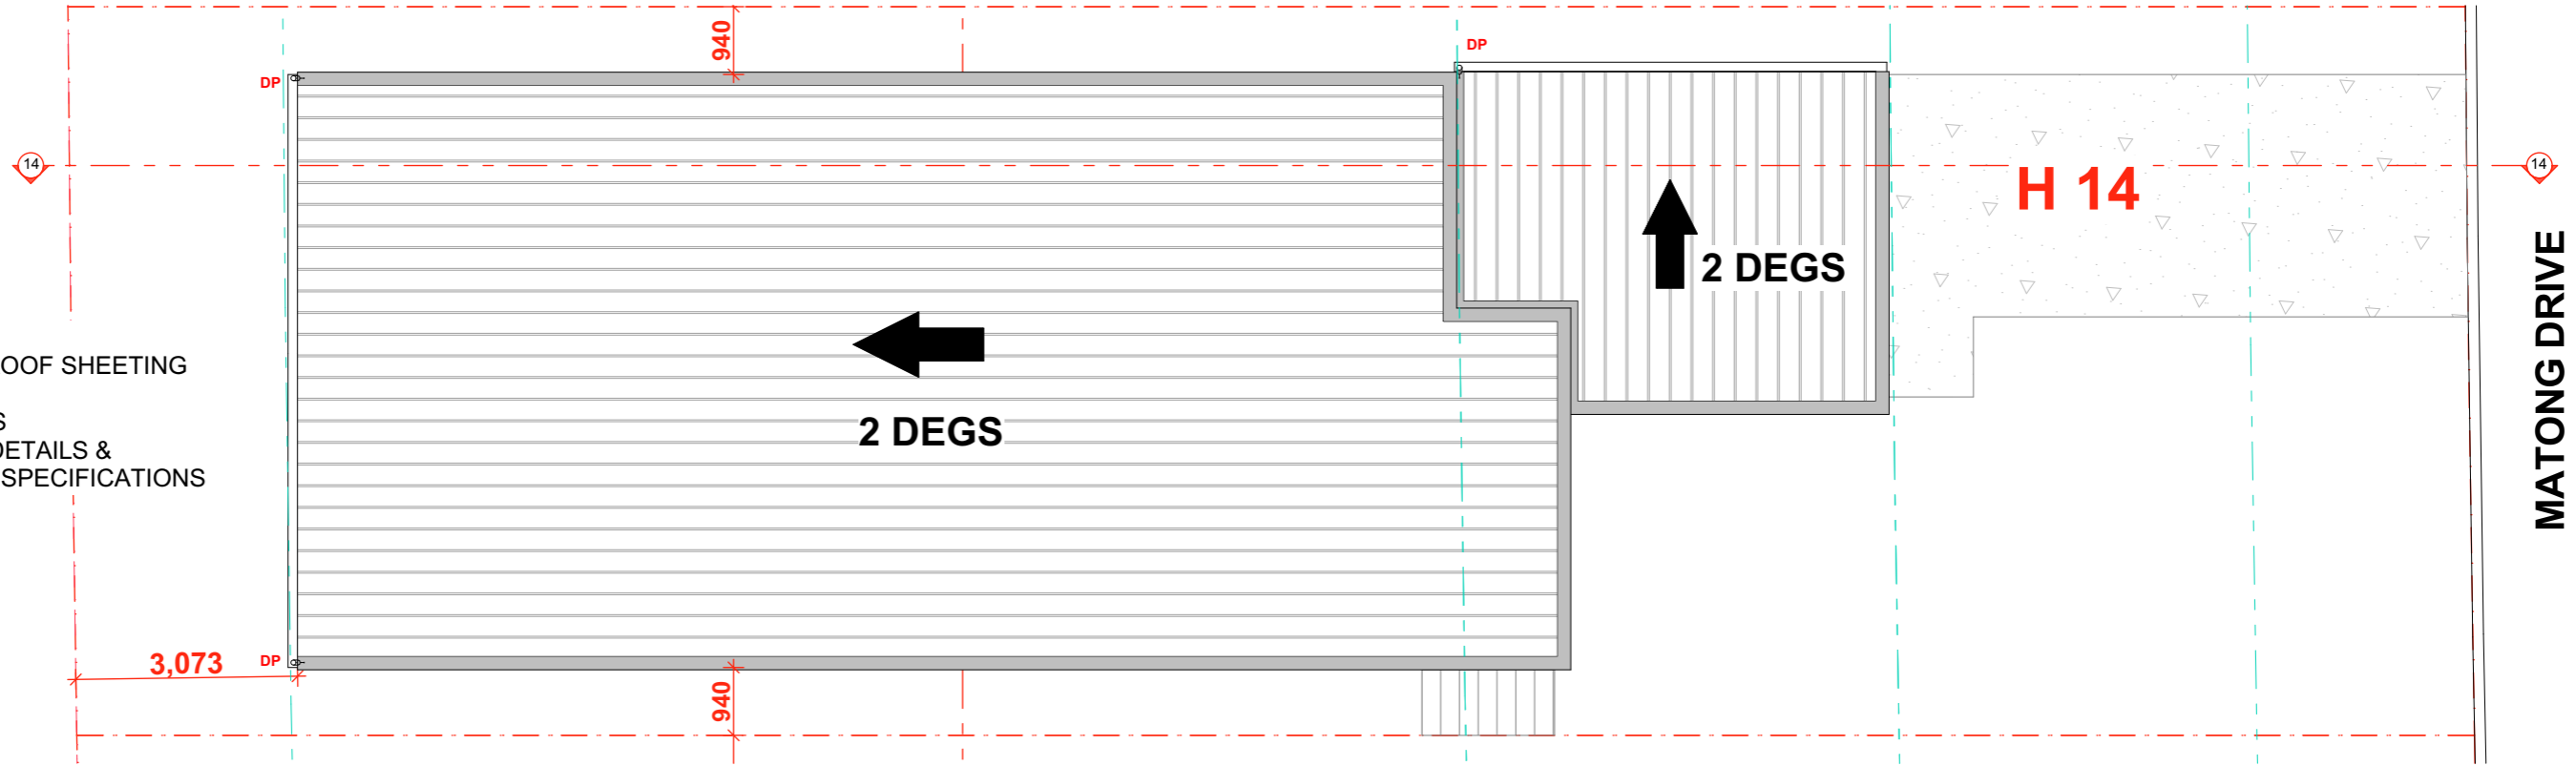 940
DP
DP
14
14
H 14
2 DEGS
MATONG DRIVE
OOF SHEETING
S
DETAILS &
SPECIFICATIONS
2 DEGS
3,073
DP
940